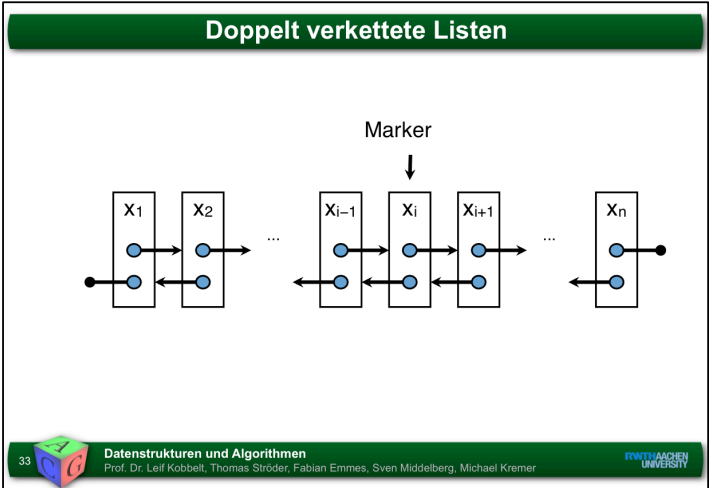 Doppelt verkettete Listen
Marker
x1 x2 ... xi−1 xi xi+1 ... xn
33
A C G
Datenstrukturen und Algorithmen
Prof. Dr. Leif Kobbelt, Thomas Ströder, Fabian Emmes, Sven Middelberg, Michael Kremer
RWTH AACHEN
UNIVERSITY